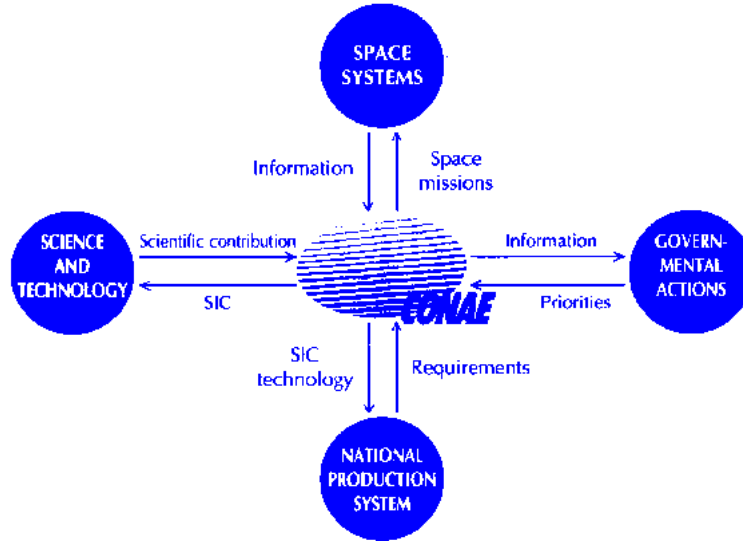 SPACE
SYSTEMS
Information
Space
missions
SCIENCE
AND
TECHNOLOGY
Scientific contribution
SIC
CONAE
Information
Priorities
GOVERN-
MENTAL
ACTIONS
SIC
technology
Requirements
NATIONAL
PRODUCTION
SYSTEM